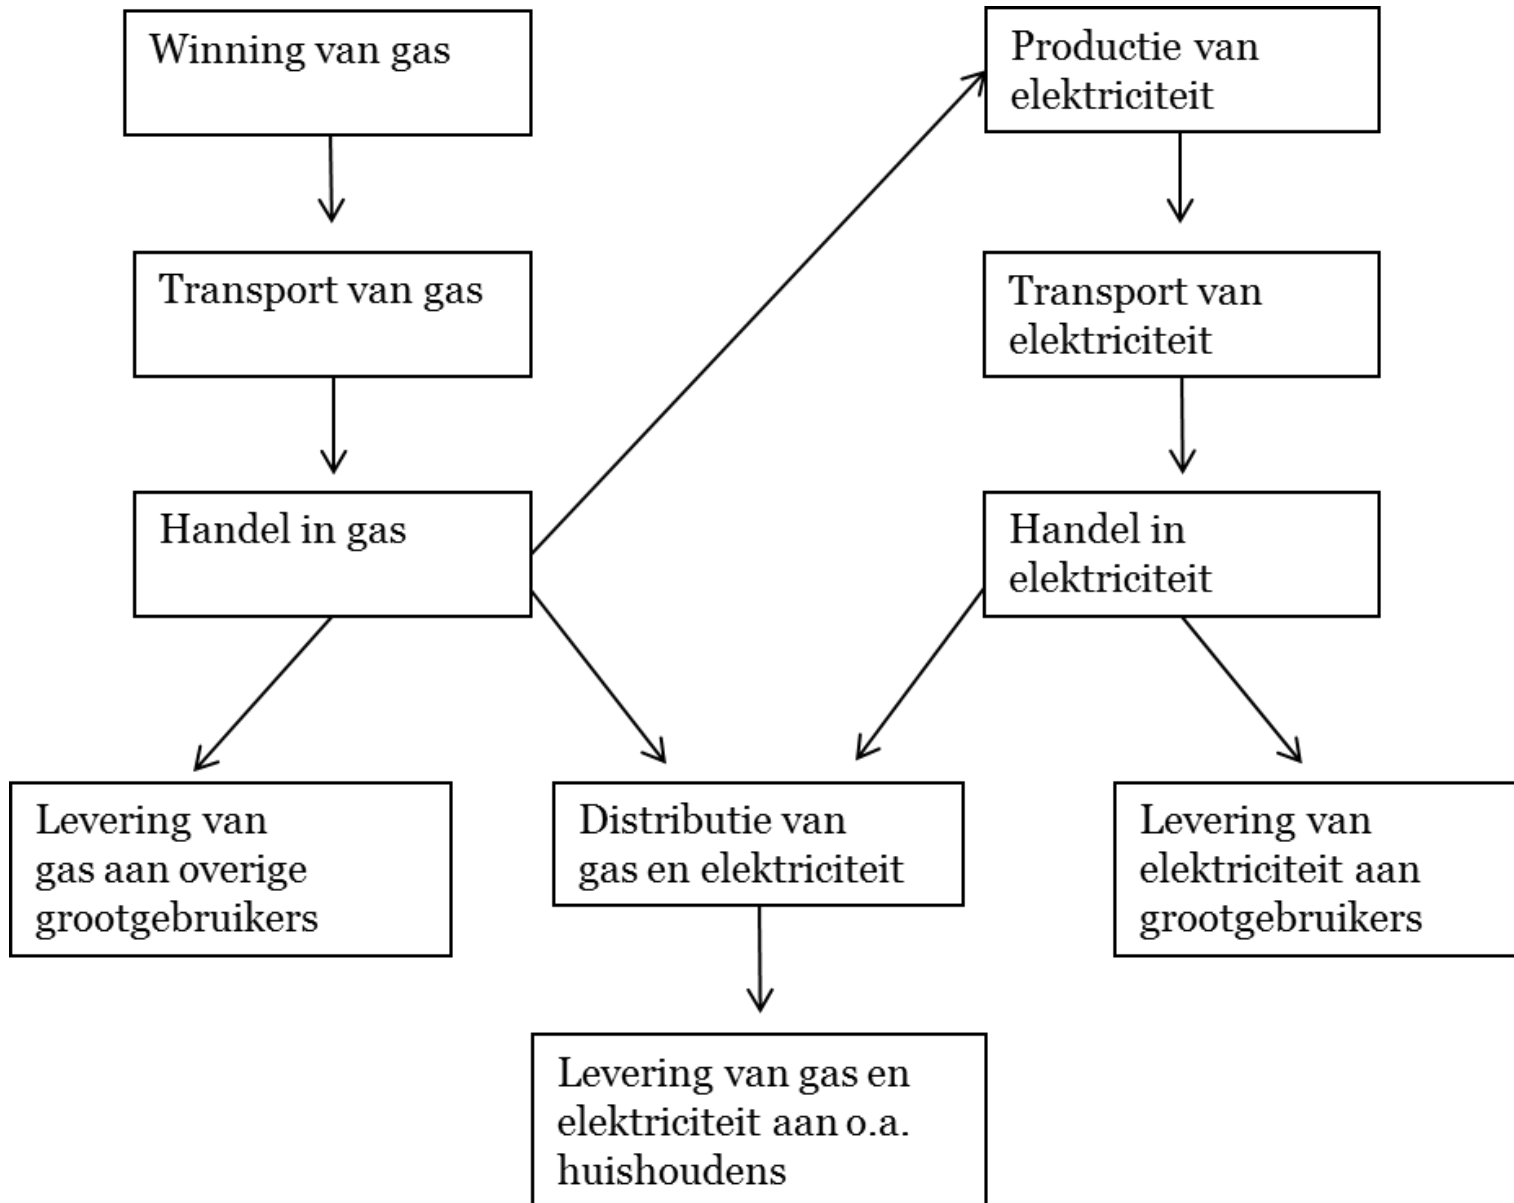 Winning van gas
Productie van
elektriciteit
Transport van gas
Transport van
elektriciteit
Handel in gas
Handel in
elektriciteit
Levering van
gas aan overige
grootgebruikers
Distributie van
gas en elektriciteit
Levering van
elektriciteit aan
grootgebruikers
Levering van gas en
elektriciteit aan o.a.
huishoudens